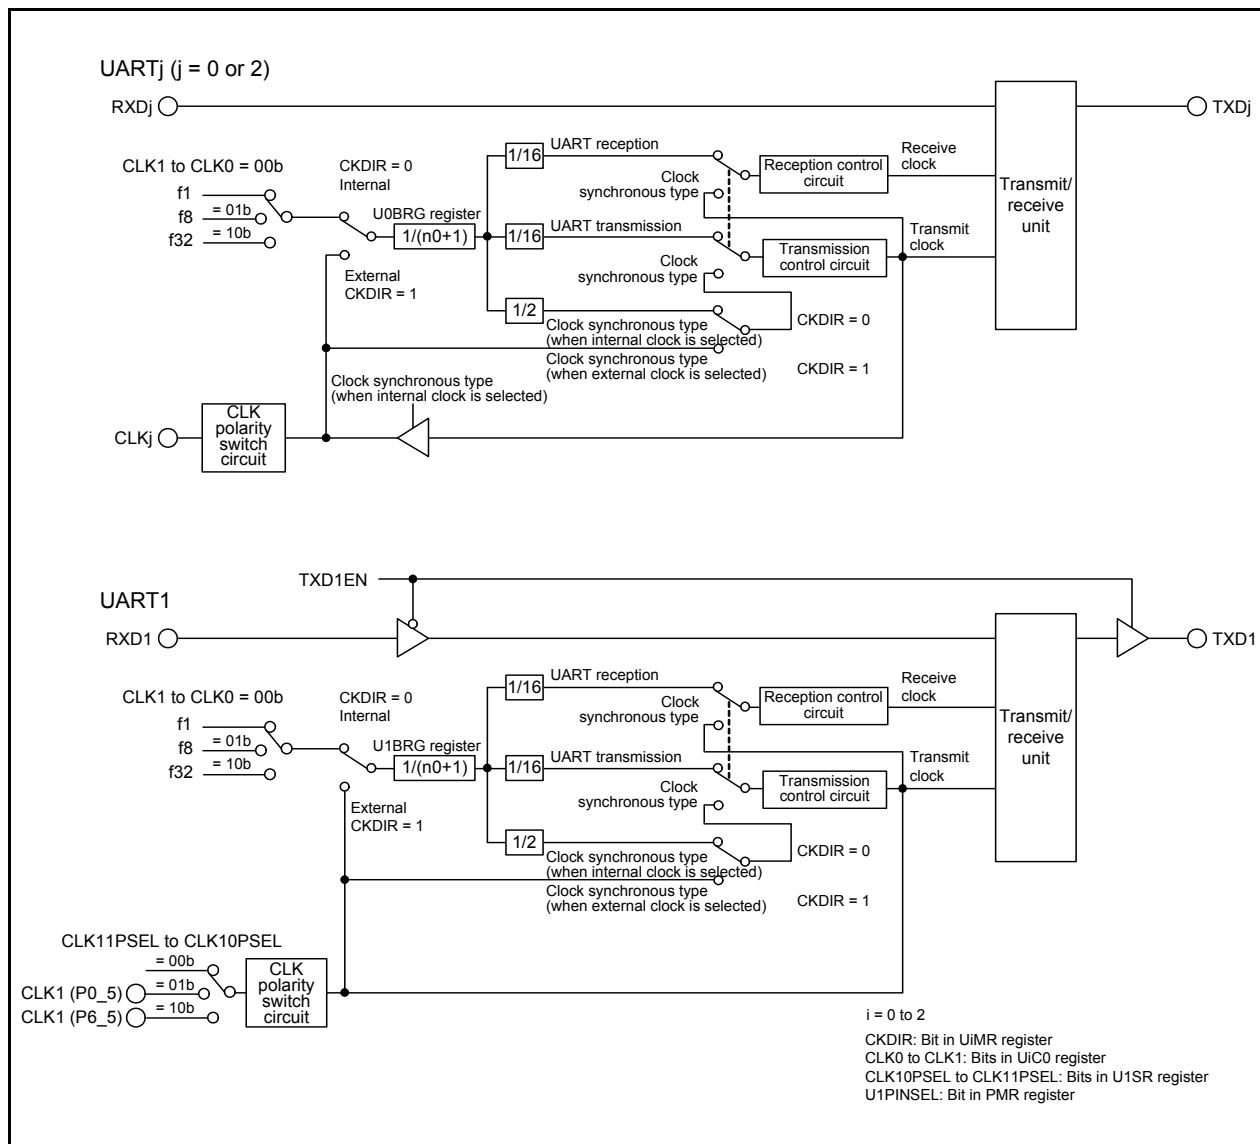 UARTj (j = 0 or 2)
RXDj
TXDj
CLK1 to CLK0 = 00b
f1
f8
= 01b
f32
= 10b
CKDIR = 0
Internal
U0BRG register
1/(n0+1)
External
CKDIR = 1
1/16
UART reception
Clock
synchronous type
Reception control
circuit
Receive
clock
1/16
UART transmission
Clock
synchronous type
Transmission
control circuit
Transmit
clock
Transmit/
receive
unit
1/2
Clock synchronous type
(when internal clock is selected)
CKDIR = 0
Clock synchronous type
(when external clock is selected)
CKDIR = 1
Clock synchronous type
(when internal clock is selected)
CLKj
CLK
polarity
switch
circuit
TXD1EN
UART1
RXD1
TXD1
CLK1 to CLK0 = 00b
f1
f8
= 01b
f32
= 10b
CKDIR = 0
Internal
U1BRG register
1/(n0+1)
External
CKDIR = 1
1/16
UART reception
Clock
synchronous type
Reception control
circuit
Receive
clock
1/16
UART transmission
Clock
synchronous type
Transmission
control circuit
Transmit
clock
Transmit/
receive
unit
1/2
Clock synchronous type
(when internal clock is selected)
CKDIR = 0
Clock synchronous type
(when external clock is selected)
CKDIR = 1
CLK11PSEL to CLK10PSEL
= 00b
CLK1 (P0_5)
= 01b
CLK1 (P6_5)
= 10b
CLK
polarity
switch
circuit
i = 0 to 2
CKDIR: Bit in UiMR register
CLK0 to CLK1: Bits in UiC0 register
CLK10PSEL to CLK11PSEL: Bits in U1SR register
U1PINSEL: Bit in PMR register